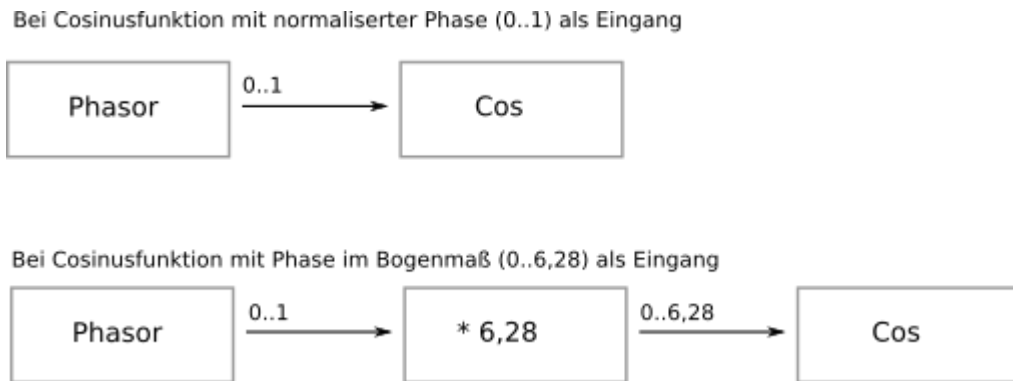 Bei Cosinusfunktion mit normaliserter Phase (0..1) als Eingang
Phasor
0..1
Cos
Bei Cosinusfunktion mit Phase im Bogenmaß (0..6,28) als Eingang
Phasor
0..1
* 6,28
0..6,28
Cos